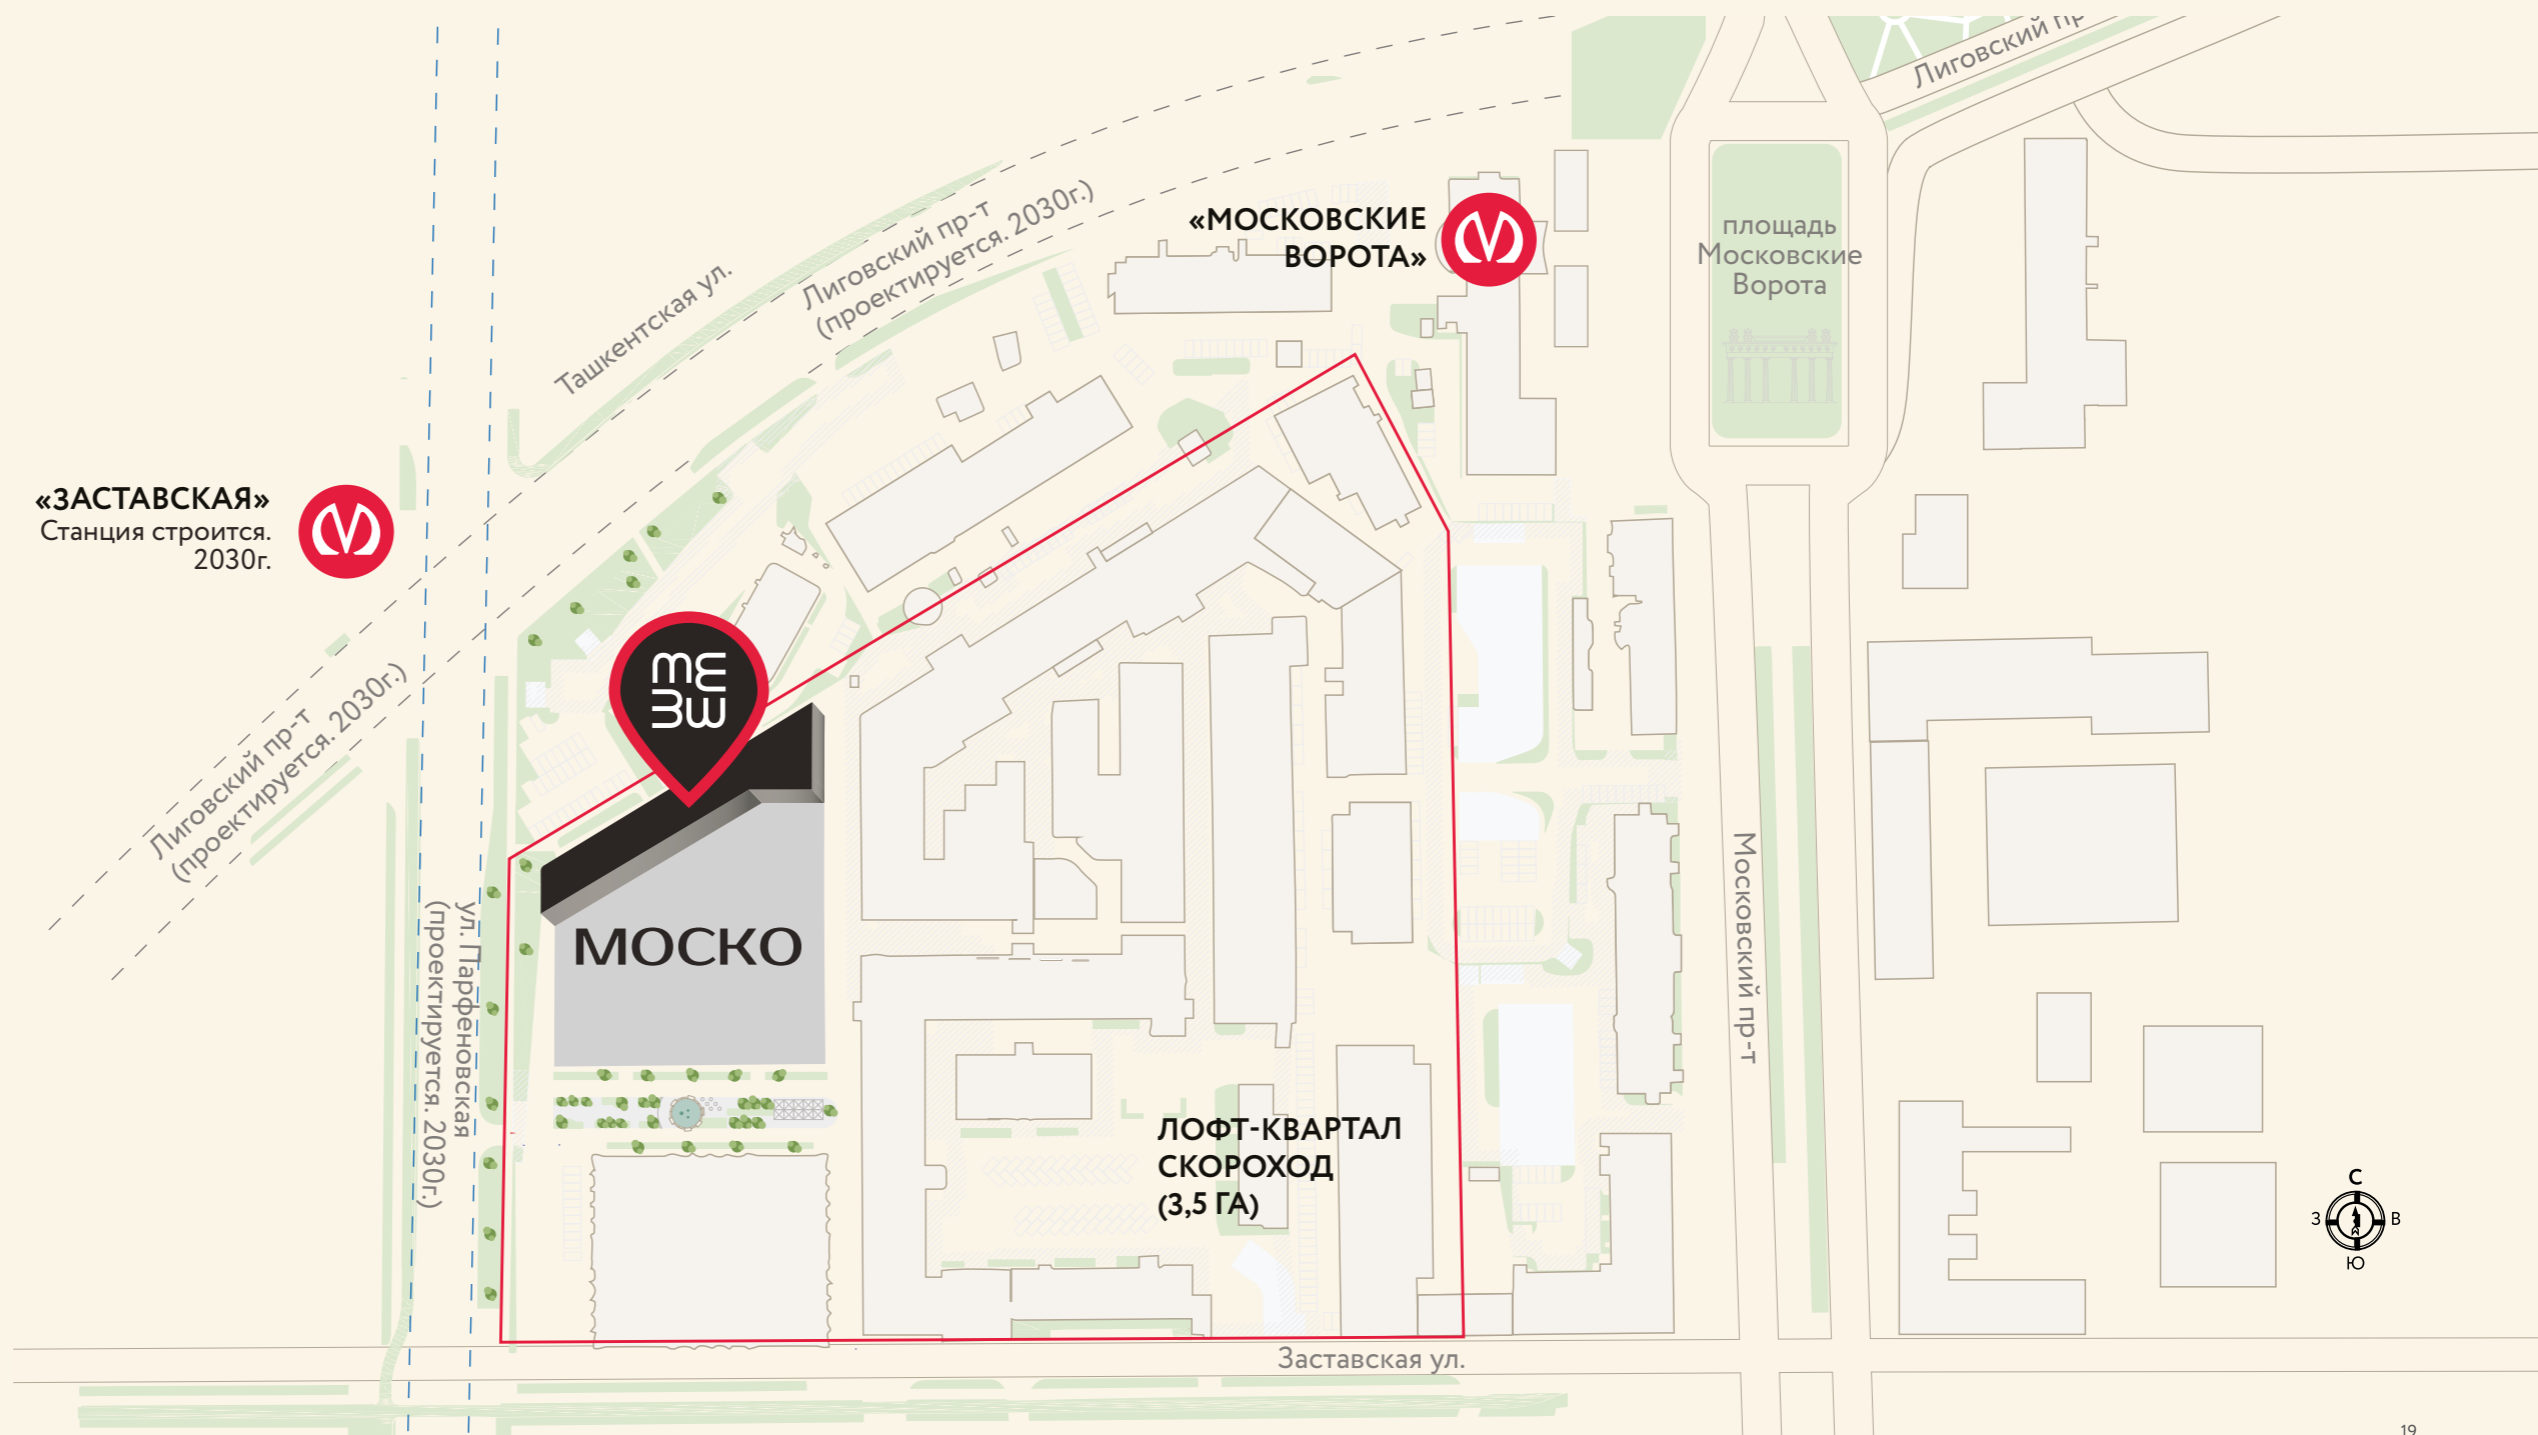 Лиговский пр
«МОСКОВСКИЕ
ВОРОТА»
площадь
Московские
Ворота
Лиговский пр-т
(проектируется. 2030г.)
Ташкентская ул.
«ЗАСТАВСКАЯ»
Станция строится.
2030г.
Лиговский пр-т
(проектируется. 2030г.)
МОСКО
ул. Парфеновская
(проектируется. 2030г.)
Московский пр-т
ЛОФТ-КВАРТАЛ
СКОРОХОД
(3,5 ГА)
С
З
В
Ю
Заставская ул.
19